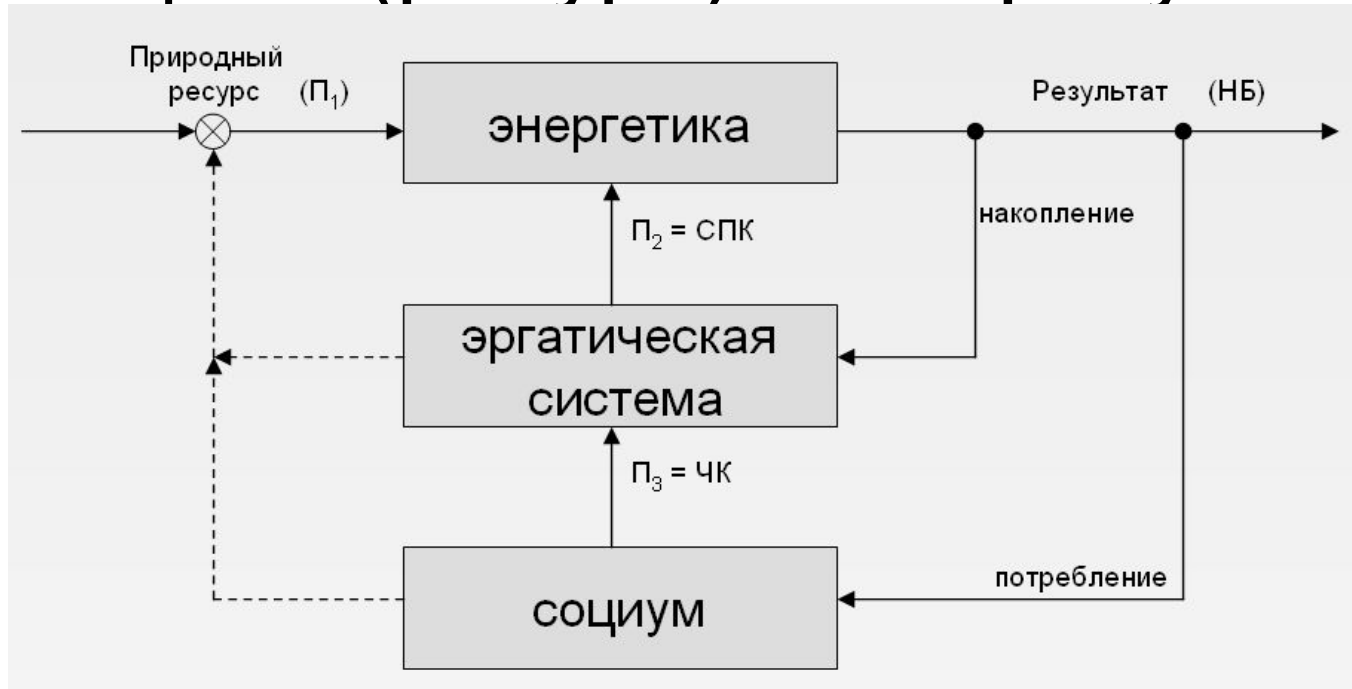 Природный
ресурс (П₁)
энергетика
Результат (НБ)
накопление
П₂ = СПК
эргатическая
система
П₃ = ЧК
потребление
социум